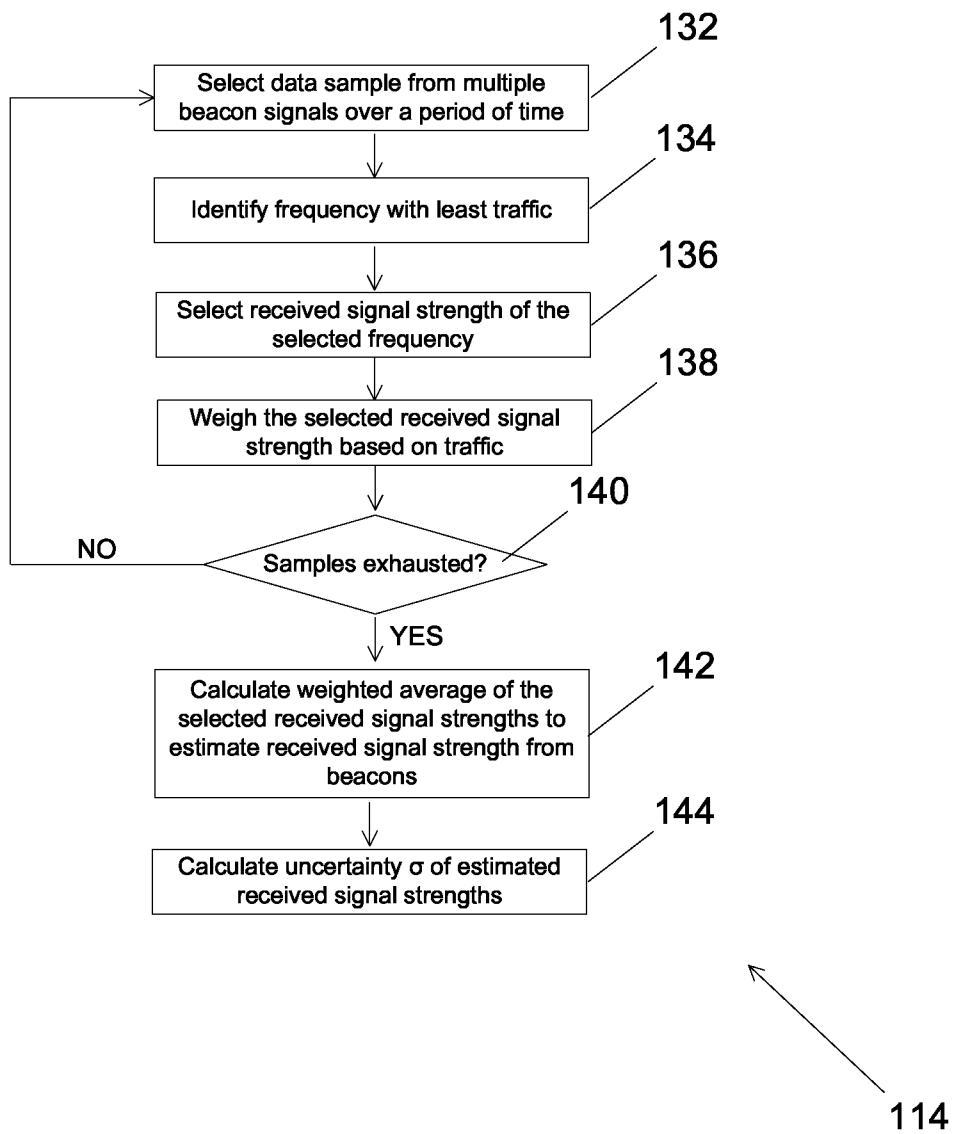 132
Select data sample from multiple
beacon signals over a period of time
134
Identify frequency with least traffic
136
Select received signal strength of the
selected frequency
138
Weigh the selected received signal
strength based on traffic
140
Samples exhausted?
NO
YES
142
Calculate weighted average of the
selected received signal strengths to
estimate received signal strength from
beacons
144
Calculate uncertainty σ of estimated
received signal strengths
114